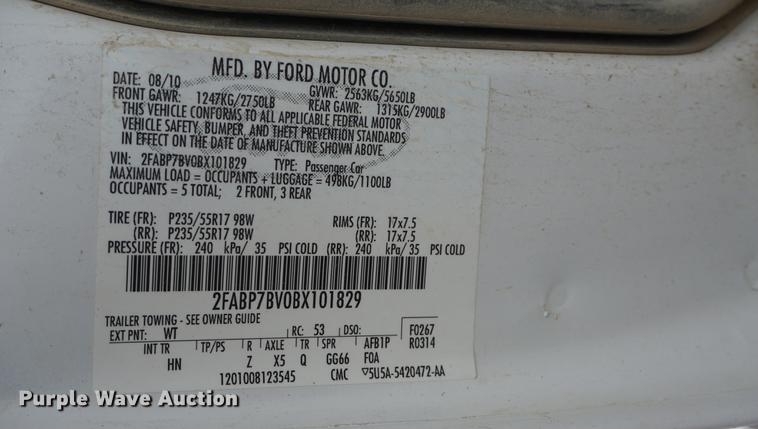 MFD. BY FORD MOTOR CO.
DATE: 08/10 GVWR: 2563KG/5650LB
FRONT GAWR: 1247KG/2750LB REAR GAWR: 1315KG/2900LB
THIS VEHICLE CONFORMS TO ALL APPLICABLE FEDERAL MOTOR
VEHICLE SAFETY, BUMPER, AND THEFT PREVENTION STANDARDS
IN EFFECT ON THE DATE OF MANUFACTURE SHOWN ABOVE.
VIN: 2FABP7BV0BX101829 TYPE: Passenger Car
MAXIMUM LOAD = OCCUPANTS + LUGGAGE = 498KG/1100LB
OCCUPANTS = 5 TOTAL; 2 FRONT, 3 REAR
TIRE (FR): P235/55R17 98W RIMS (FR): 17x7.5
(RR): P235/55R17 98W (RR): 17x7.5
PRESSURE (FR): 240 kPa/ 35 PSI COLD (RR): 240 kPa/ 35 PSI COLD
2FABP7BV0BX101829
TRAILER TOWING - SEE OWNER GUIDE
EXT PNT: WT RC: 53 DSO: F0267
INT TR TP/PS R AXLE TR SPR AFB1P R0314
HN Z X5 Q GG66 F0A
1201008123545 CMC ▽5U5A-5420472-AA
Purple Wave Auction